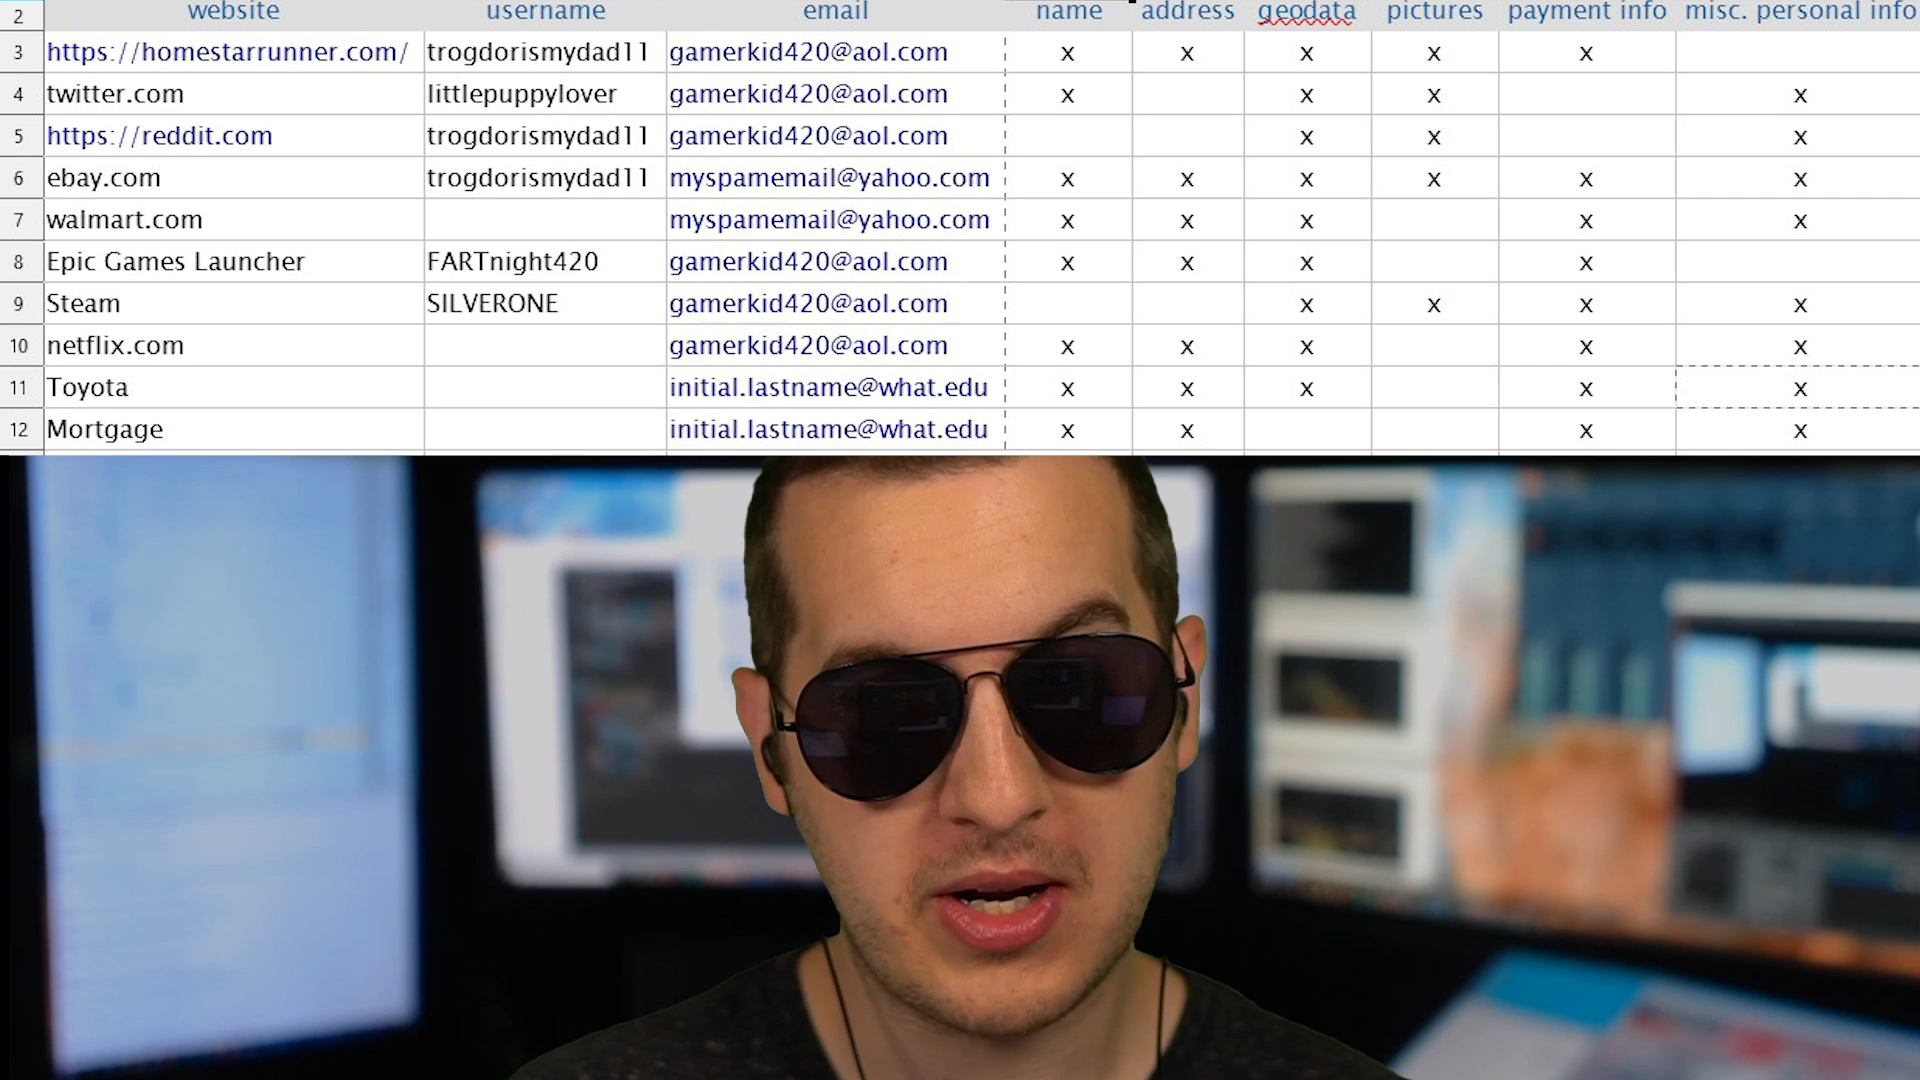 2 website username email name address geodata pictures payment info misc. personal info
3 https://homestarrunner.com/ trogdorismydad11 gamerkid420@aol.com x x x x x
4 twitter.com littlepuppylover gamerkid420@aol.com x x x x
5 https://reddit.com trogdorismydad11 gamerkid420@aol.com x x x
6 ebay.com trogdorismydad11 myspamemail@yahoo.com x x x x x x
7 walmart.com myspamemail@yahoo.com x x x x x
8 Epic Games Launcher FARTnight420 gamerkid420@aol.com x x x x
9 Steam SILVERONE gamerkid420@aol.com x x x x
10 netflix.com gamerkid420@aol.com x x x x x
11 Toyota initial.lastname@what.edu x x x x x
12 Mortgage initial.lastname@what.edu x x x x